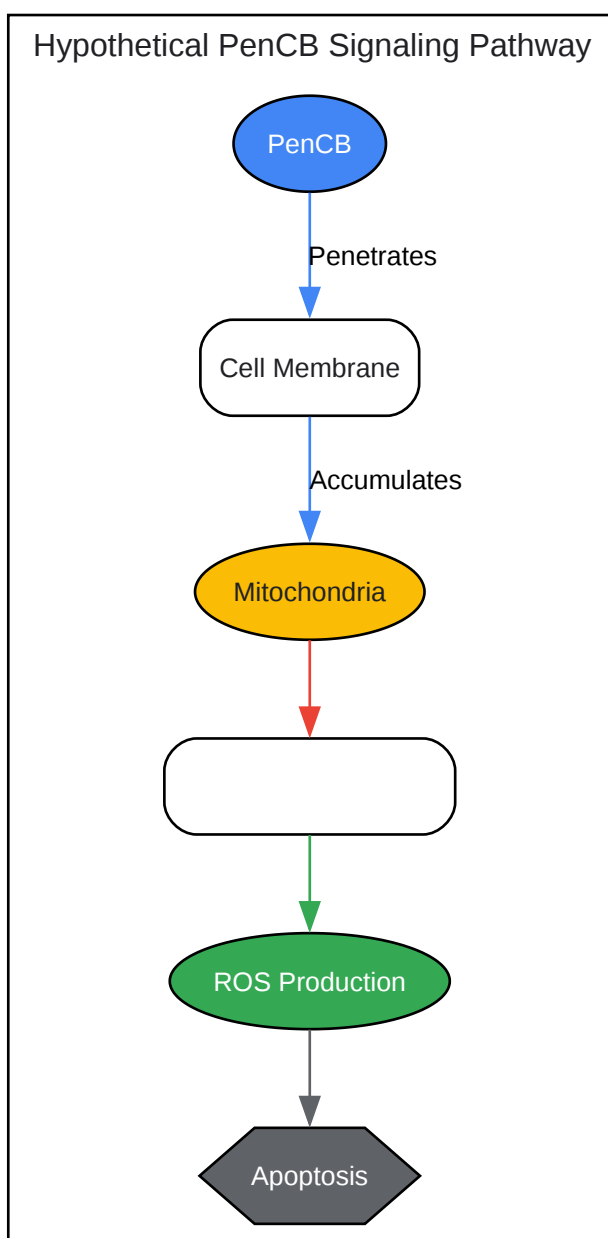 Hypothetical PenCB Signaling Pathway
PenCB
Penetrates
Cell Membrane
Accumulates
Mitochondria
ROS Production
Apoptosis